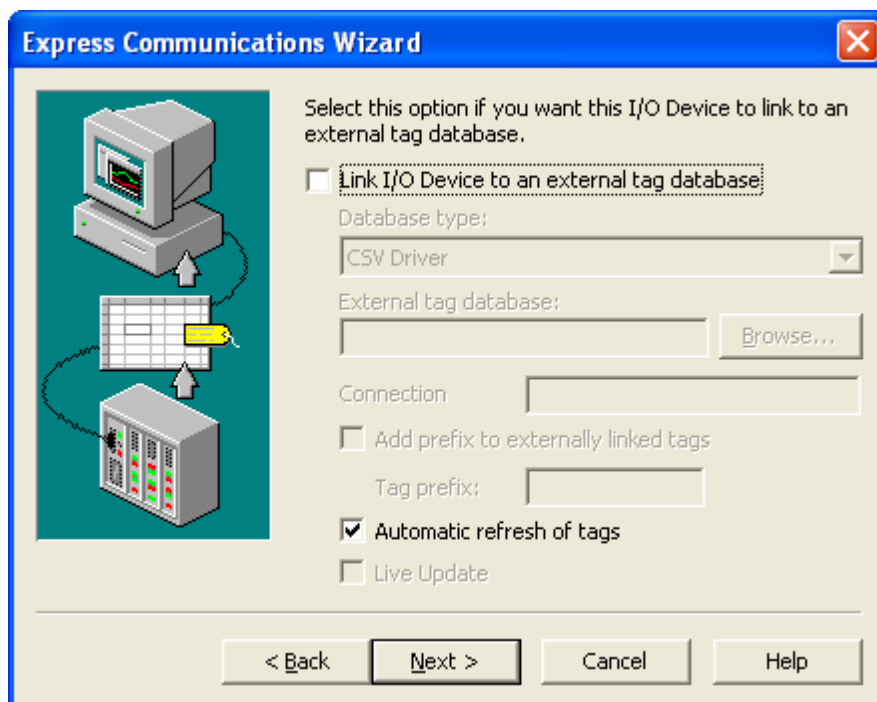 Express Communications Wizard
Select this option if you want this I/O Device to link to an
external tag database.
Link I/O Device to an external tag database
Database type:
CSV Driver
External tag database:
Browse...
Connection
Add prefix to externally linked tags
Tag prefix:
Automatic refresh of tags
Live Update
< Back Next > Cancel Help